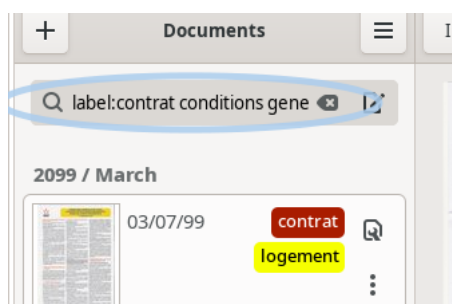 Documents
label:contrat conditions gene
2099 / March
03/07/99
contrat
logement